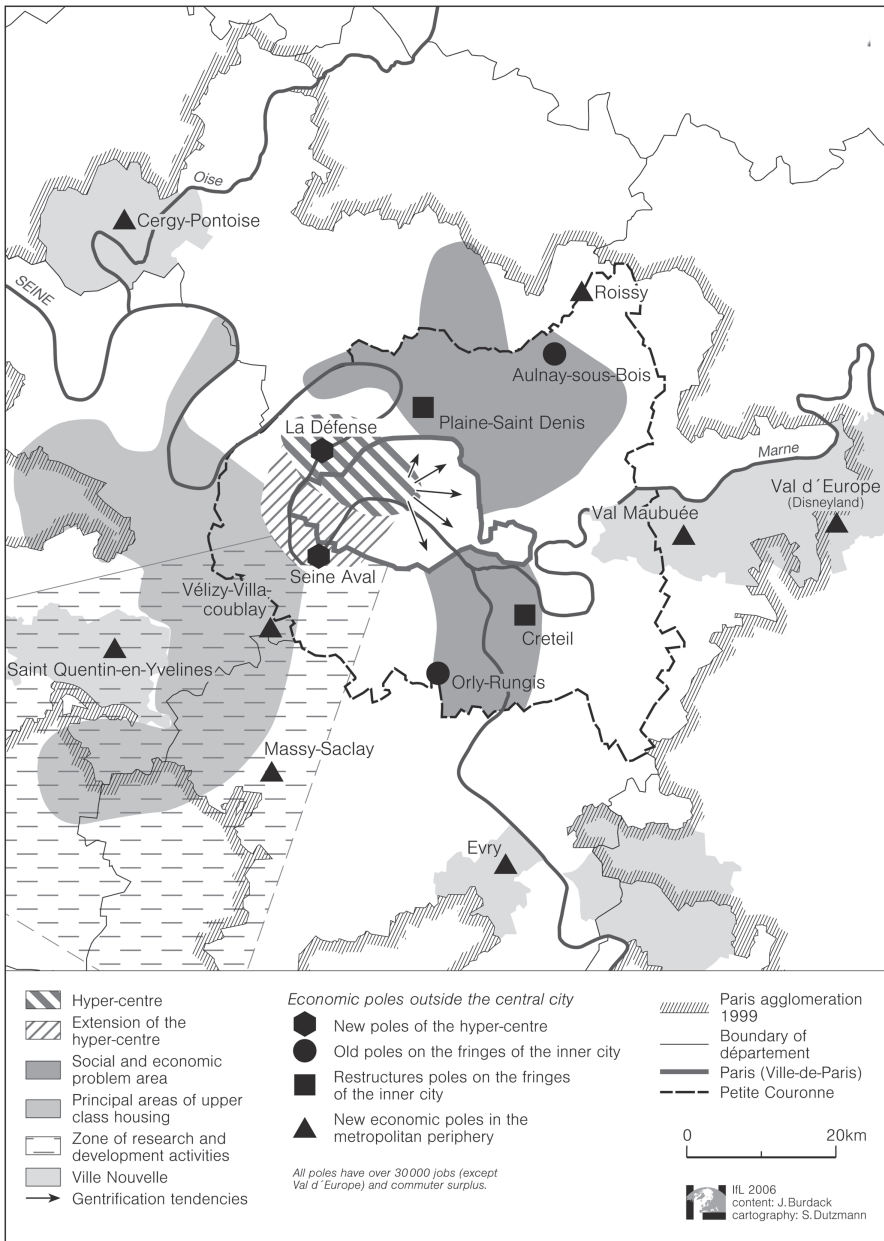 Oise
Cergy-Pontoise
SEINE
Roissy
Aulnay-sous-Bois
Plaine-Saint Denis
La Défense
Marne
Val d´Europe
(Disneyland)
Val Maubuée
Seine Aval
Vélizy-Villa-
coublay
Creteil
Saint Quentin-en-Yvelines
Orly-Rungis
Massy-Saclay
Evry
Hyper-centre
Extension of the
hyper-centre
Social and economic
problem area
Principal areas of upper
class housing
Zone of research and
development activities
Ville Nouvelle
Gentrification tendencies
Economic poles outside the central city
New poles of the hyper-centre
Old poles on the fringes of the inner city
Restructures poles on the fringes
of the inner city
New economic poles in the
metropolitan periphery
All poles have over 30000 jobs (except
Val d´Europe) and commuter surplus.
Paris agglomeration
1999
Boundary of
département
Paris (Ville-de-Paris)
Petite Couronne
0 20km
IfL 2006
content: J.Burdack
cartography: S.Dutzmann